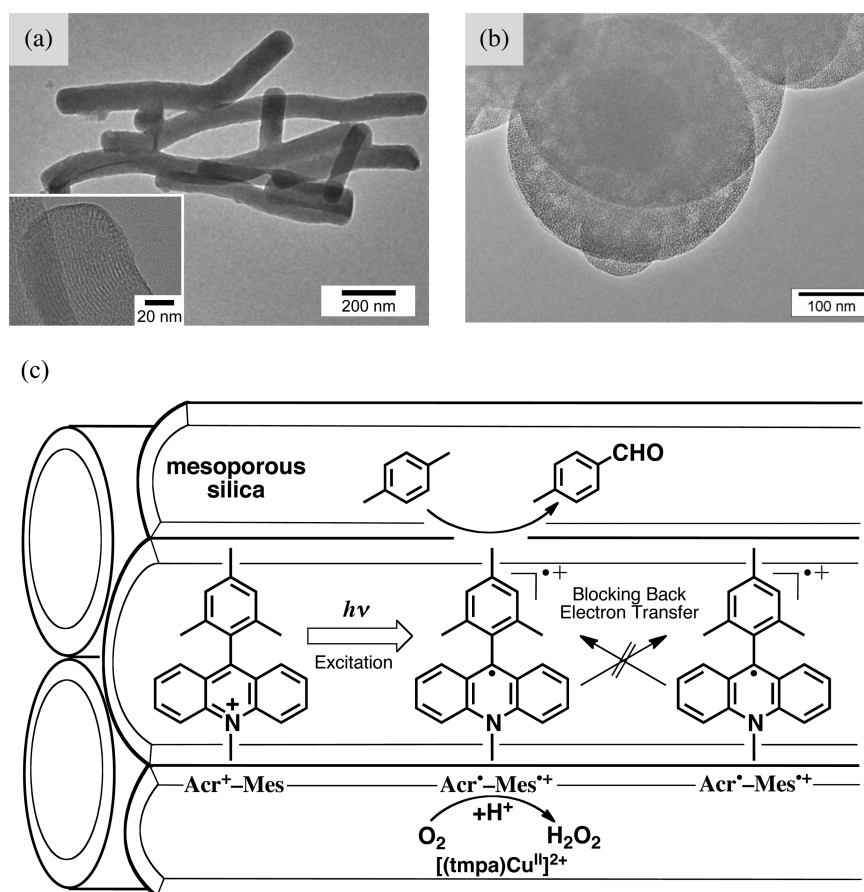 (a)
200 nm
20 nm
(b)
100 nm
(c)
mesoporous
silica
CHO
hν
Excitation
•+
Blocking Back
Electron Transfer
•+
+
N
•
N
•
N
Acr⁺–Mes
Acr•–Mes•⁺
Acr•–Mes•⁺
+H⁺
O₂
H₂O₂
[(tmpa)Cuᴵᴵ]²⁺